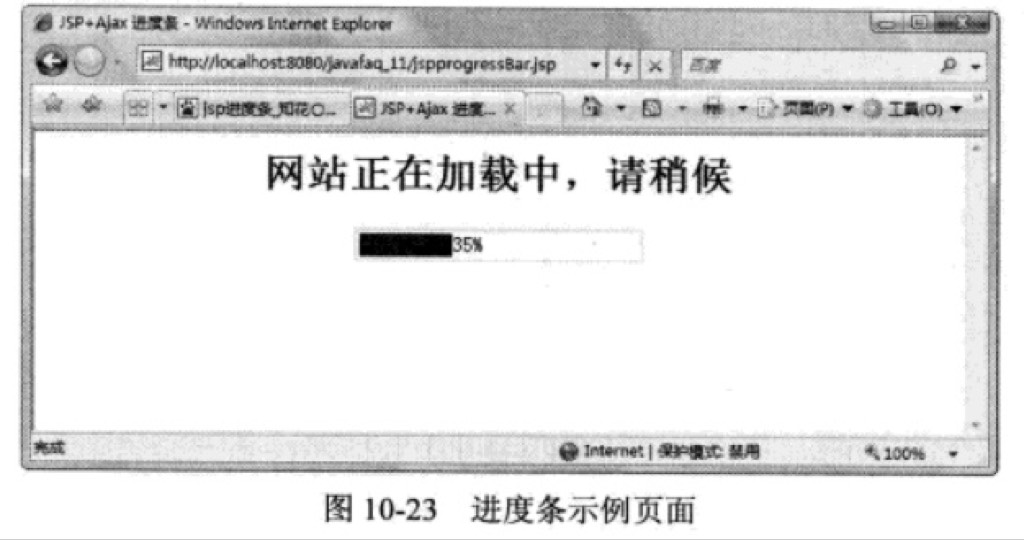 JSP+Ajax 进度条 - Windows Internet Explorer
http://localhost:8080/javafaq_11/jspprogressBar.jsp 百度
jsp进度条_知花○... JSP+Ajax 进度... 页面(P) 工具(O)
网站正在加载中，请稍候
35%
完成 Internet | 保护模式: 禁用 100%
图 10-23 进度条示例页面